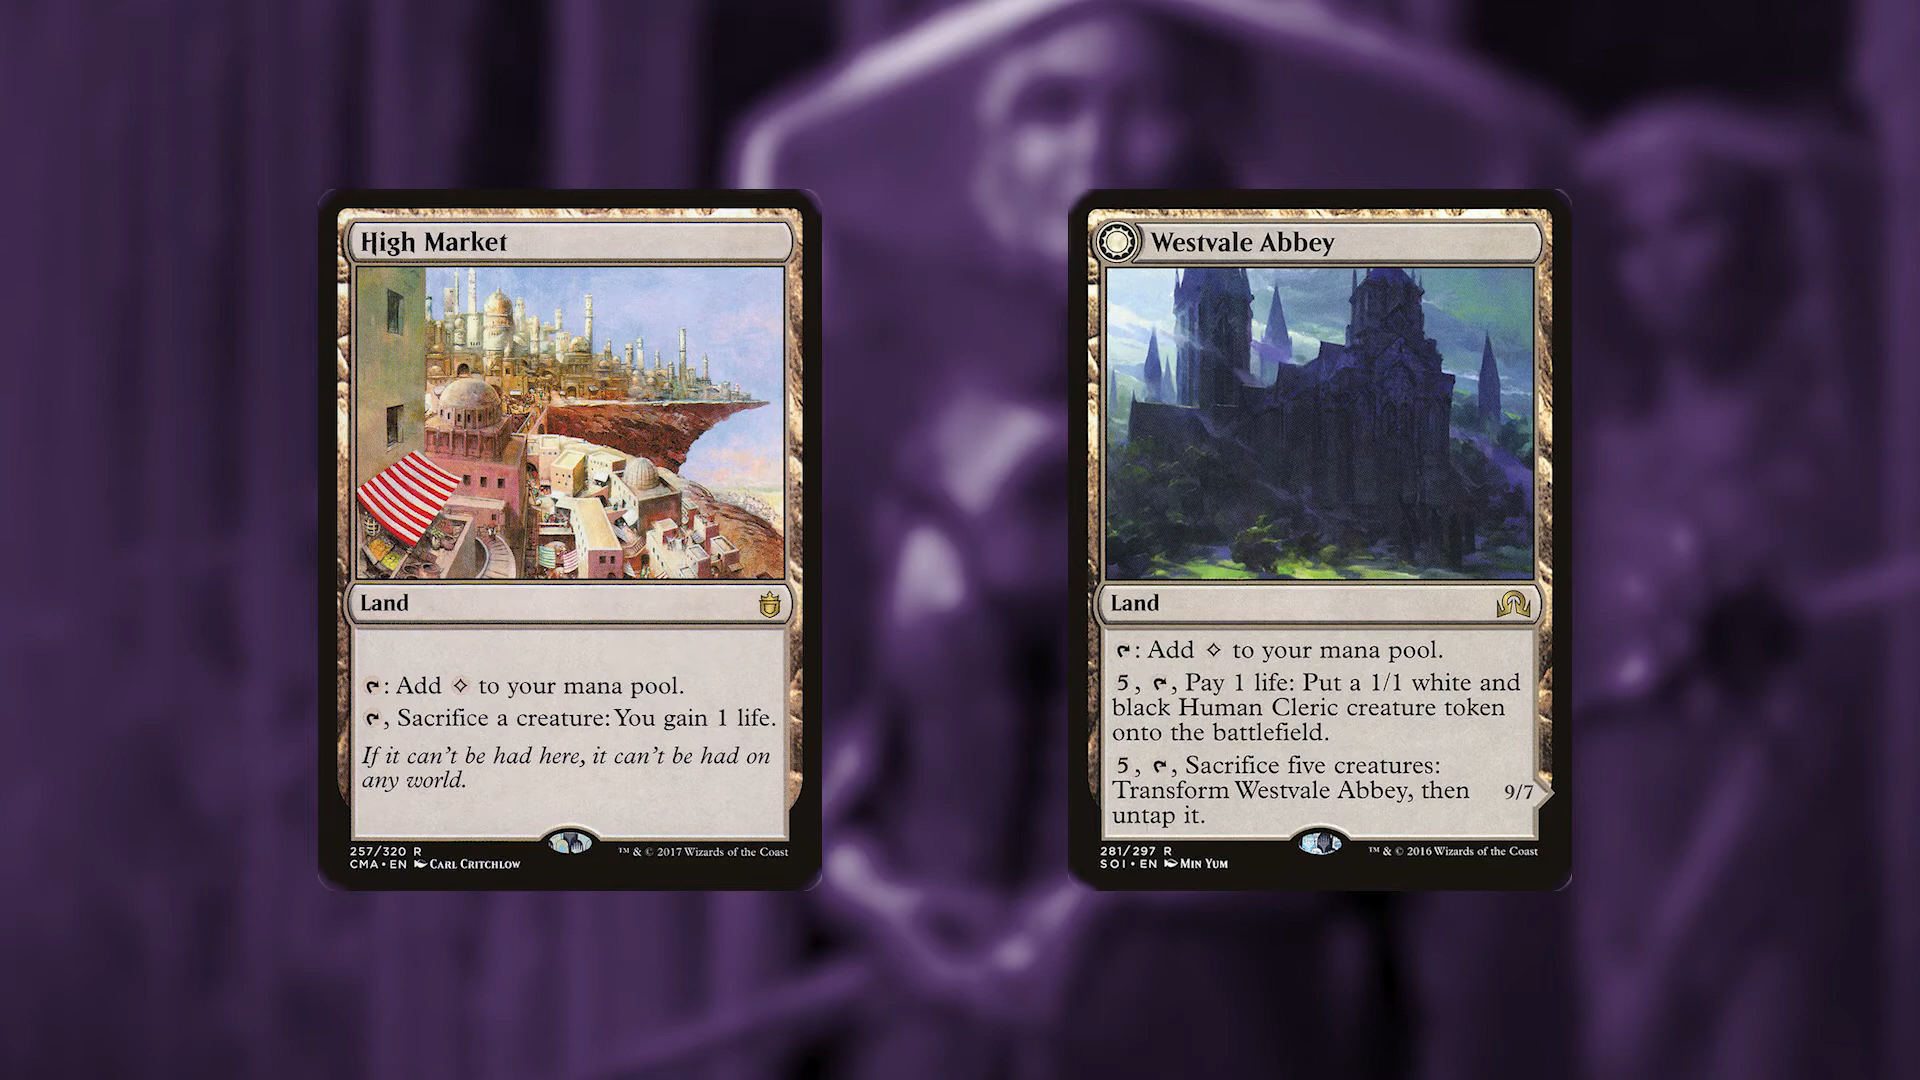 High Market
Land
: Add to your mana pool.
, Sacrifice a creature: You gain 1 life.
If it can't be had here, it can't be had on
any world.
257/320 R
CMA • EN Carl Critchlow
™ & © 2017 Wizards of the Coast
Westvale Abbey
Land
: Add to your mana pool.
5, , Pay 1 life: Put a 1/1 white and
black Human Cleric creature token
onto the battlefield.
5, , Sacrifice five creatures:
Transform Westvale Abbey, then
untap it.
9/7
281/297 R
SOI • EN Min Yum
™ & © 2016 Wizards of the Coast